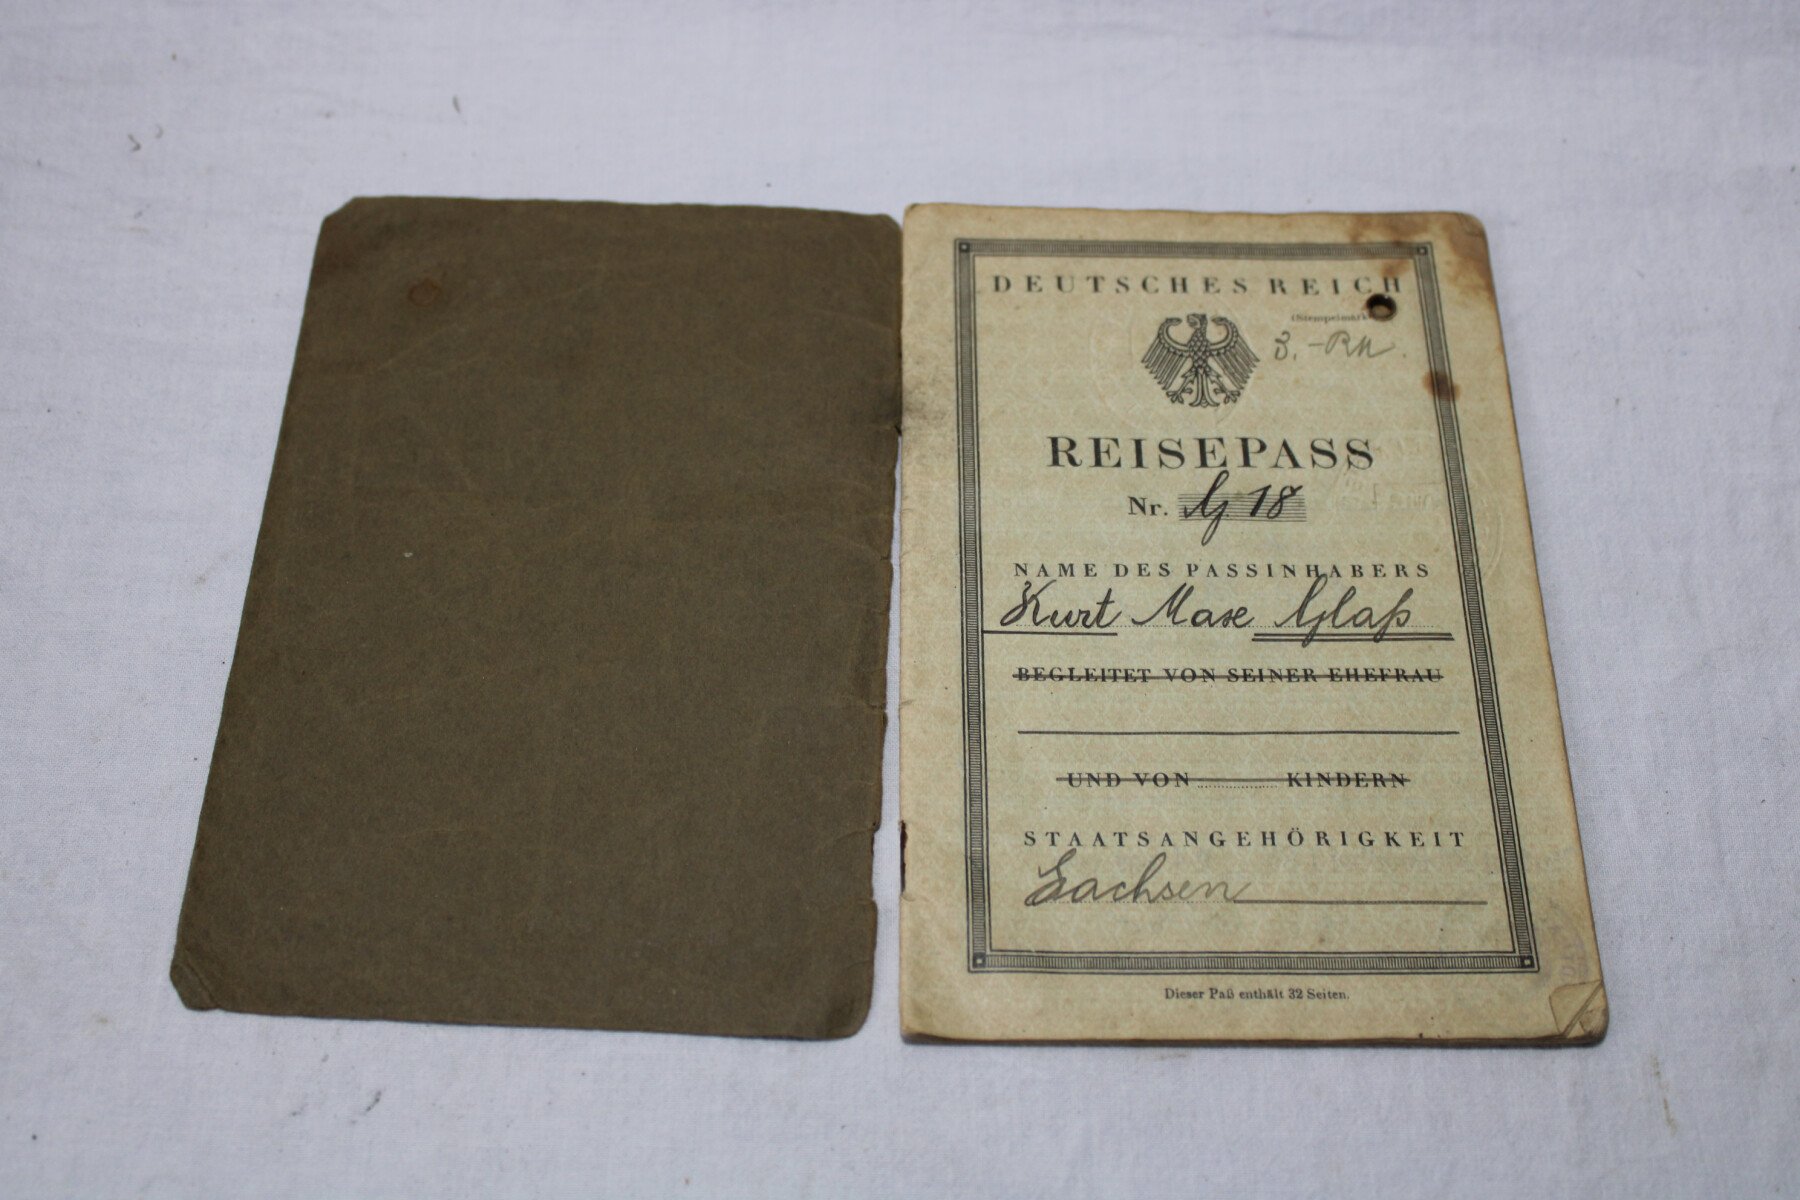 DEUTSCHES REICH
(Stempelmarke)
3.- RM.
REISEPASS
Nr. G 18
NAME DES PASSINHABERS
Kurt Max Glaß
BEGLEITET VON SEINER EHEFRAU
UND VON KINDERN
STAATSANGEHÖRIGKEIT
Sachsen
Dieser Paß enthält 32 Seiten.